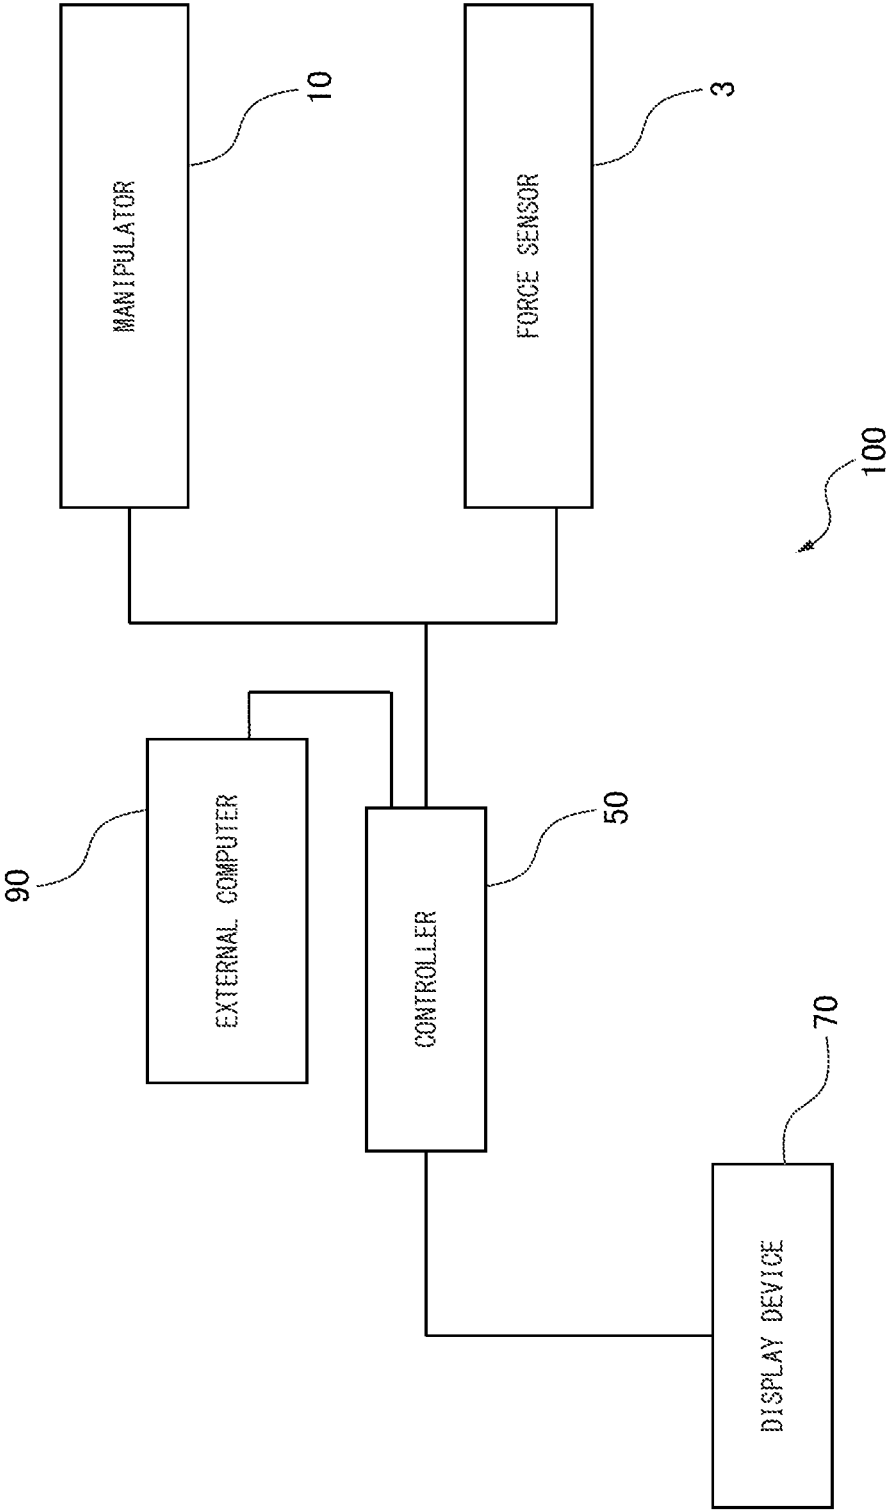 100
10
MANIPULATOR
3
FORCE SENSOR
90
EXTERNAL COMPUTER
50
CONTROLLER
70
DISPLAY DEVICE